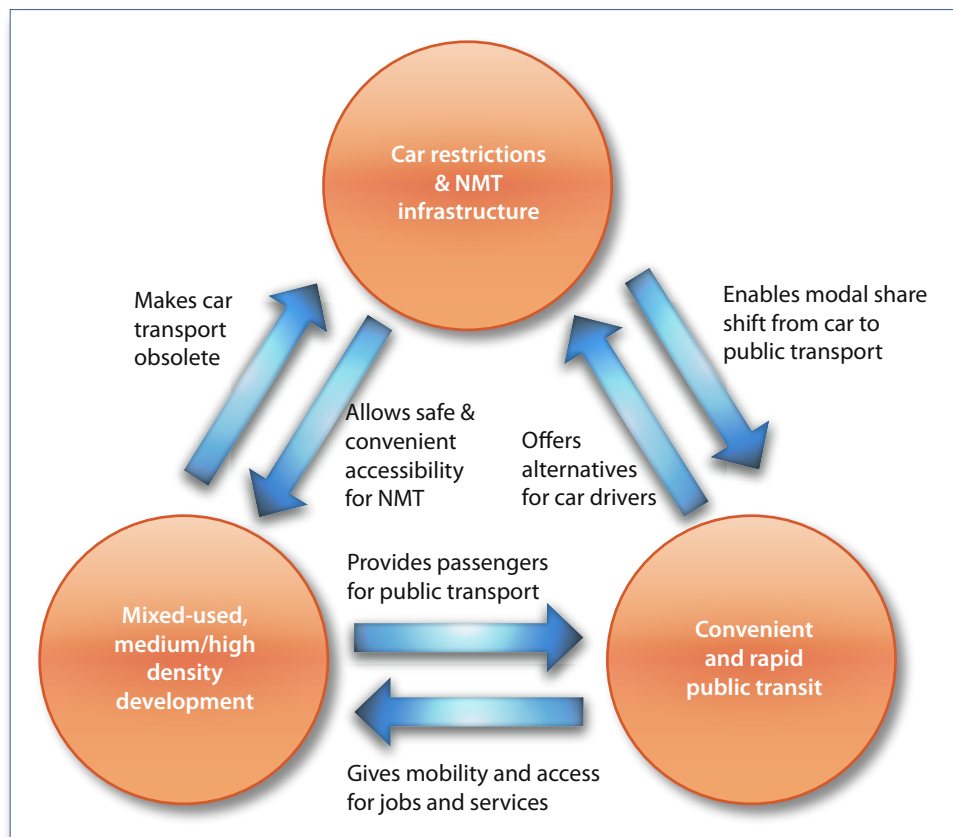 Car restrictions
& NMT
infrastructure
Makes car
transport
obsolete
Enables modal share
shift from car to
public transport
Allows safe &
convenient
accessibility
for NMT
Offers
alternatives
for car drivers
Provides passengers
for public transport
Mixed-used,
medium/high
density
development
Convenient
and rapid
public transit
Gives mobility and access
for jobs and services